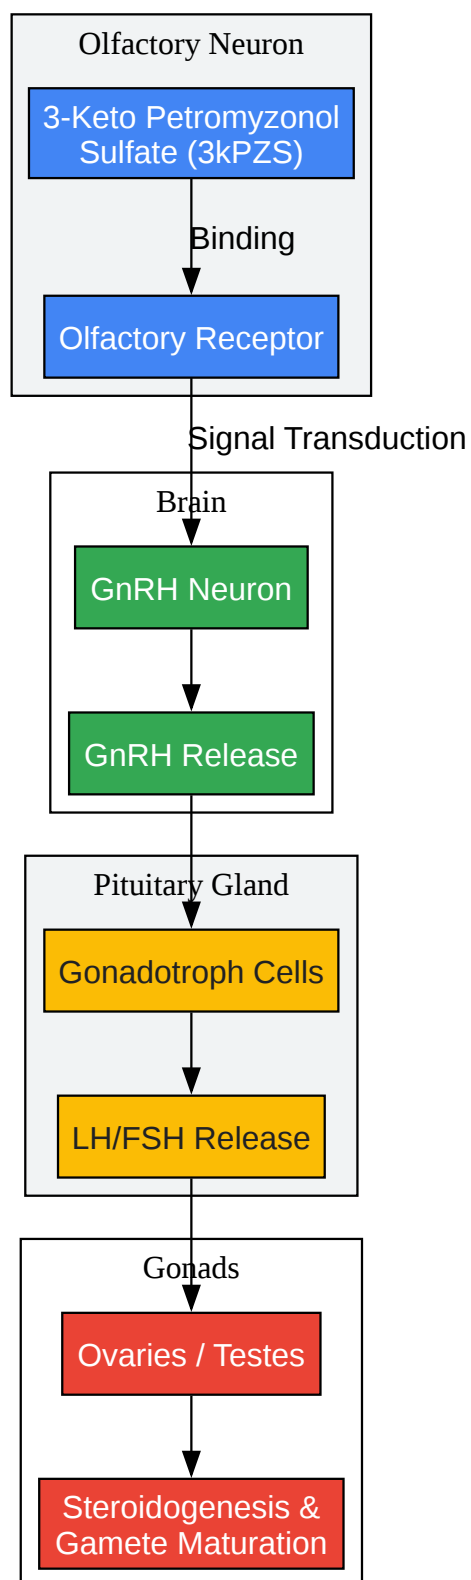 Olfactory Neuron
3-Keto Petromyzonol
Sulfate (3kPZS)
Binding
Olfactory Receptor
Signal Transduction
Brain
GnRH Neuron
GnRH Release
Pituitary Gland
Gonadotroph Cells
LH/FSH Release
Gonads
Ovaries / Testes
Steroidogenesis &
Gamete Maturation